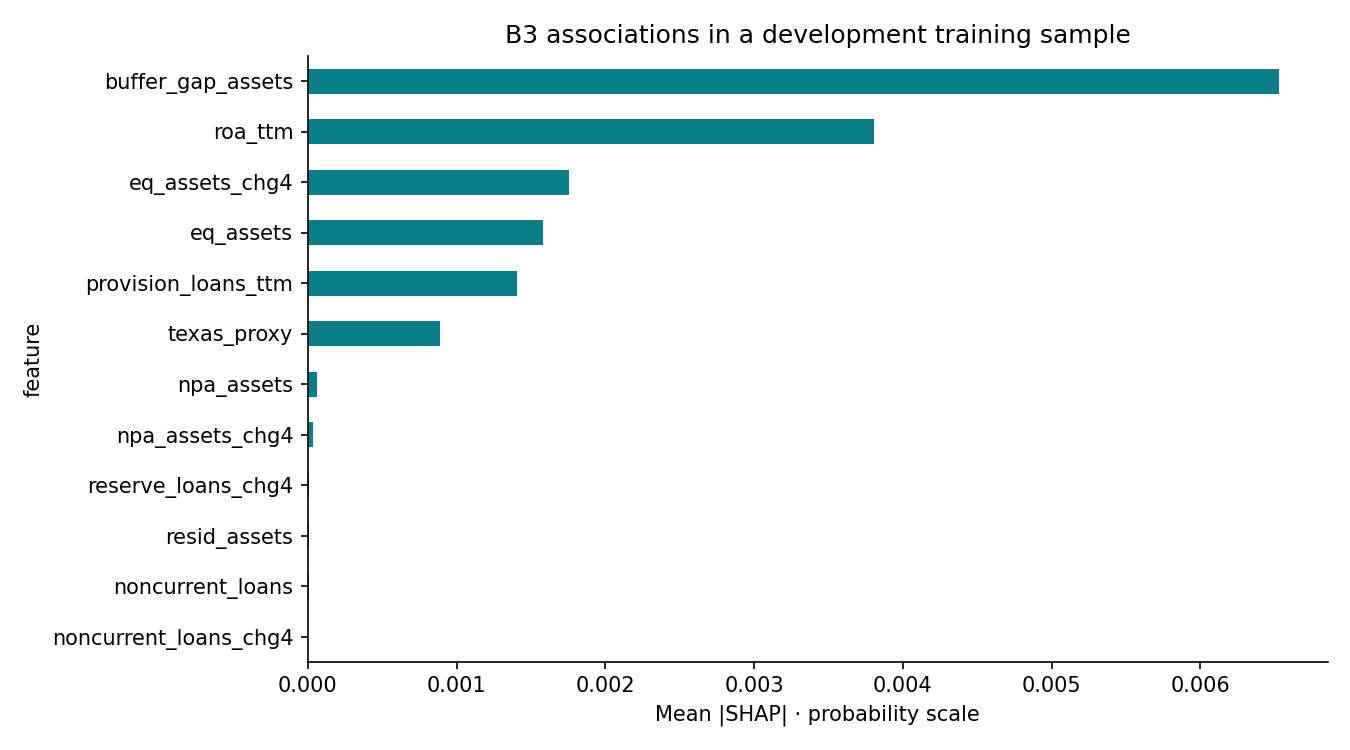 B3 associations in a development training sample
buffer_gap_assets
roa_ttm
eq_assets_chg4
eq_assets
provision_loans_ttm
texas_proxy
npa_assets
npa_assets_chg4
reserve_loans_chg4
resid_assets
noncurrent_loans
noncurrent_loans_chg4
feature
0.000 0.001 0.002 0.003 0.004 0.005 0.006
Mean |SHAP| · probability scale